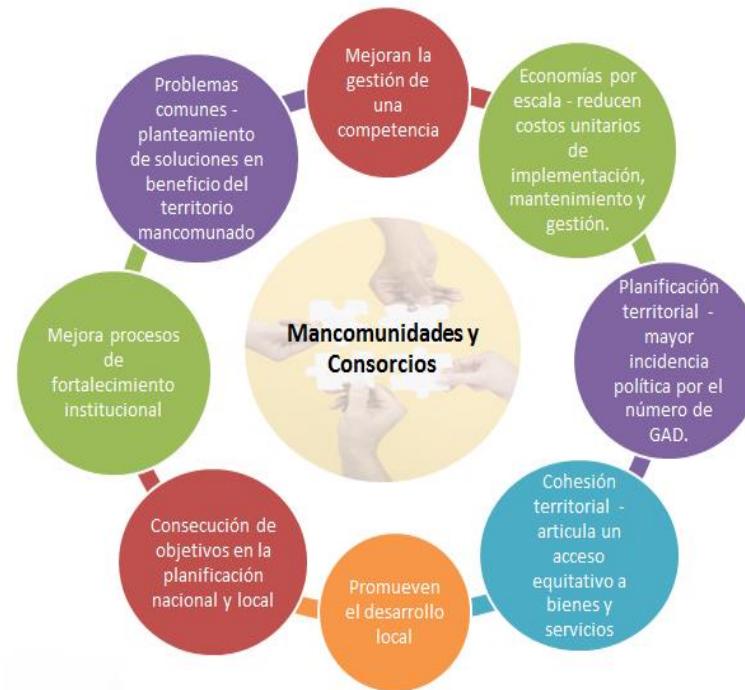 Mejoran la
gestión de
una
competencia
Economías por
escala - reducen
costos unitarios
de
implementación,
mantenimiento y
gestión.
Planificación
territorial -
mayor
incidencia
política por el
número de
GAD.
Cohesión
territorial -
articula un
acceso
equitativo a
bienes y
servicios
Promueven
el desarrollo
local
Consecución de
objetivos en la
planificación
nacional y local
Mejora procesos
de
fortalecimiento
institucional
Problemas
comunes -
planteamiento
de soluciones en
beneficio del
territorio
mancomunado
Mancomunidades y
Consorcios